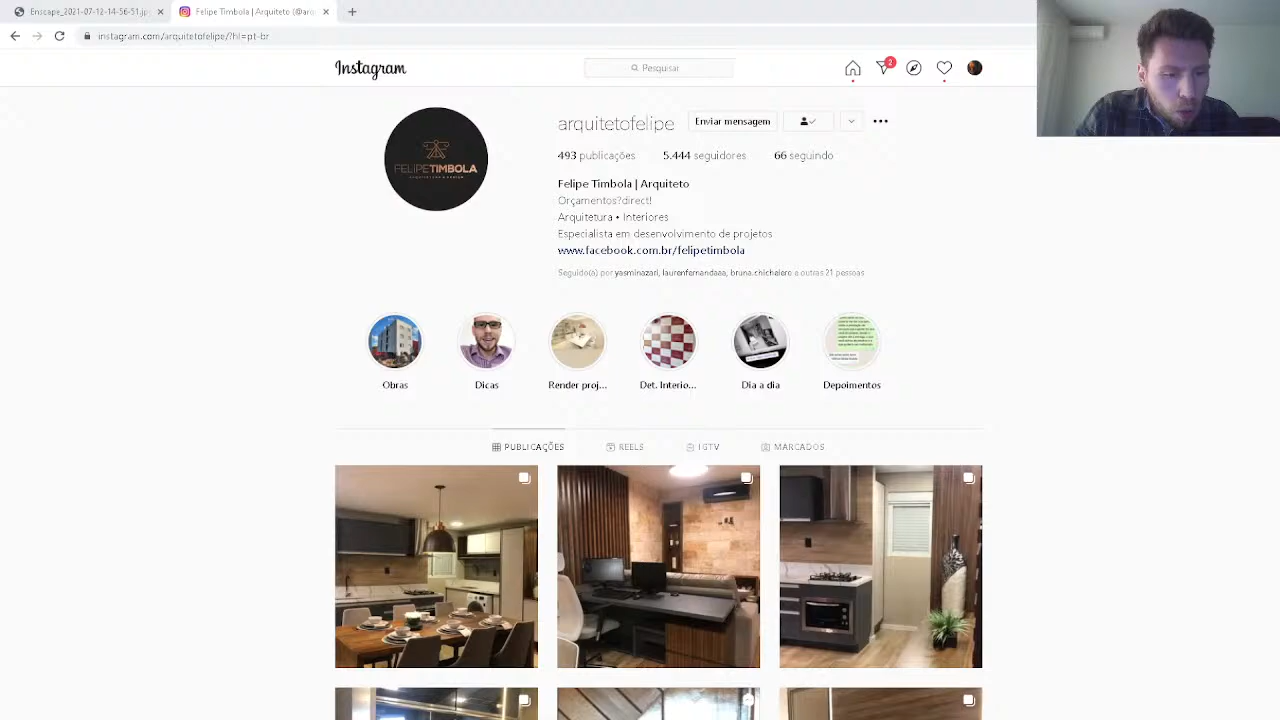 Enscape_2021-07-12-14-56-51.jp
Felipe Timbola | Arquiteto (@arq
instagram.com/arquitetofelipe/?hl=pt-br
Instagram
Pesquisar
2
arquitetofelipe
Enviar mensagem
493 publicações
5.444 seguidores
66 seguindo
Felipe Timbola | Arquiteto
Orçamentos?direct!
Arquitetura • Interiores
Especialista em desenvolvimento de projetos
www.facebook.com.br/felipetimbola
Seguido(a) por yasminazari, laurenfernandaaa, bruna.chicheiero e outras 21 pessoas
FELIPETIMBOLA
Obras
Dicas
Render proj...
Det. Interio...
Dia a dia
Depoimentos
PUBLICAÇÕES
REELS
IGTV
MARCADOS